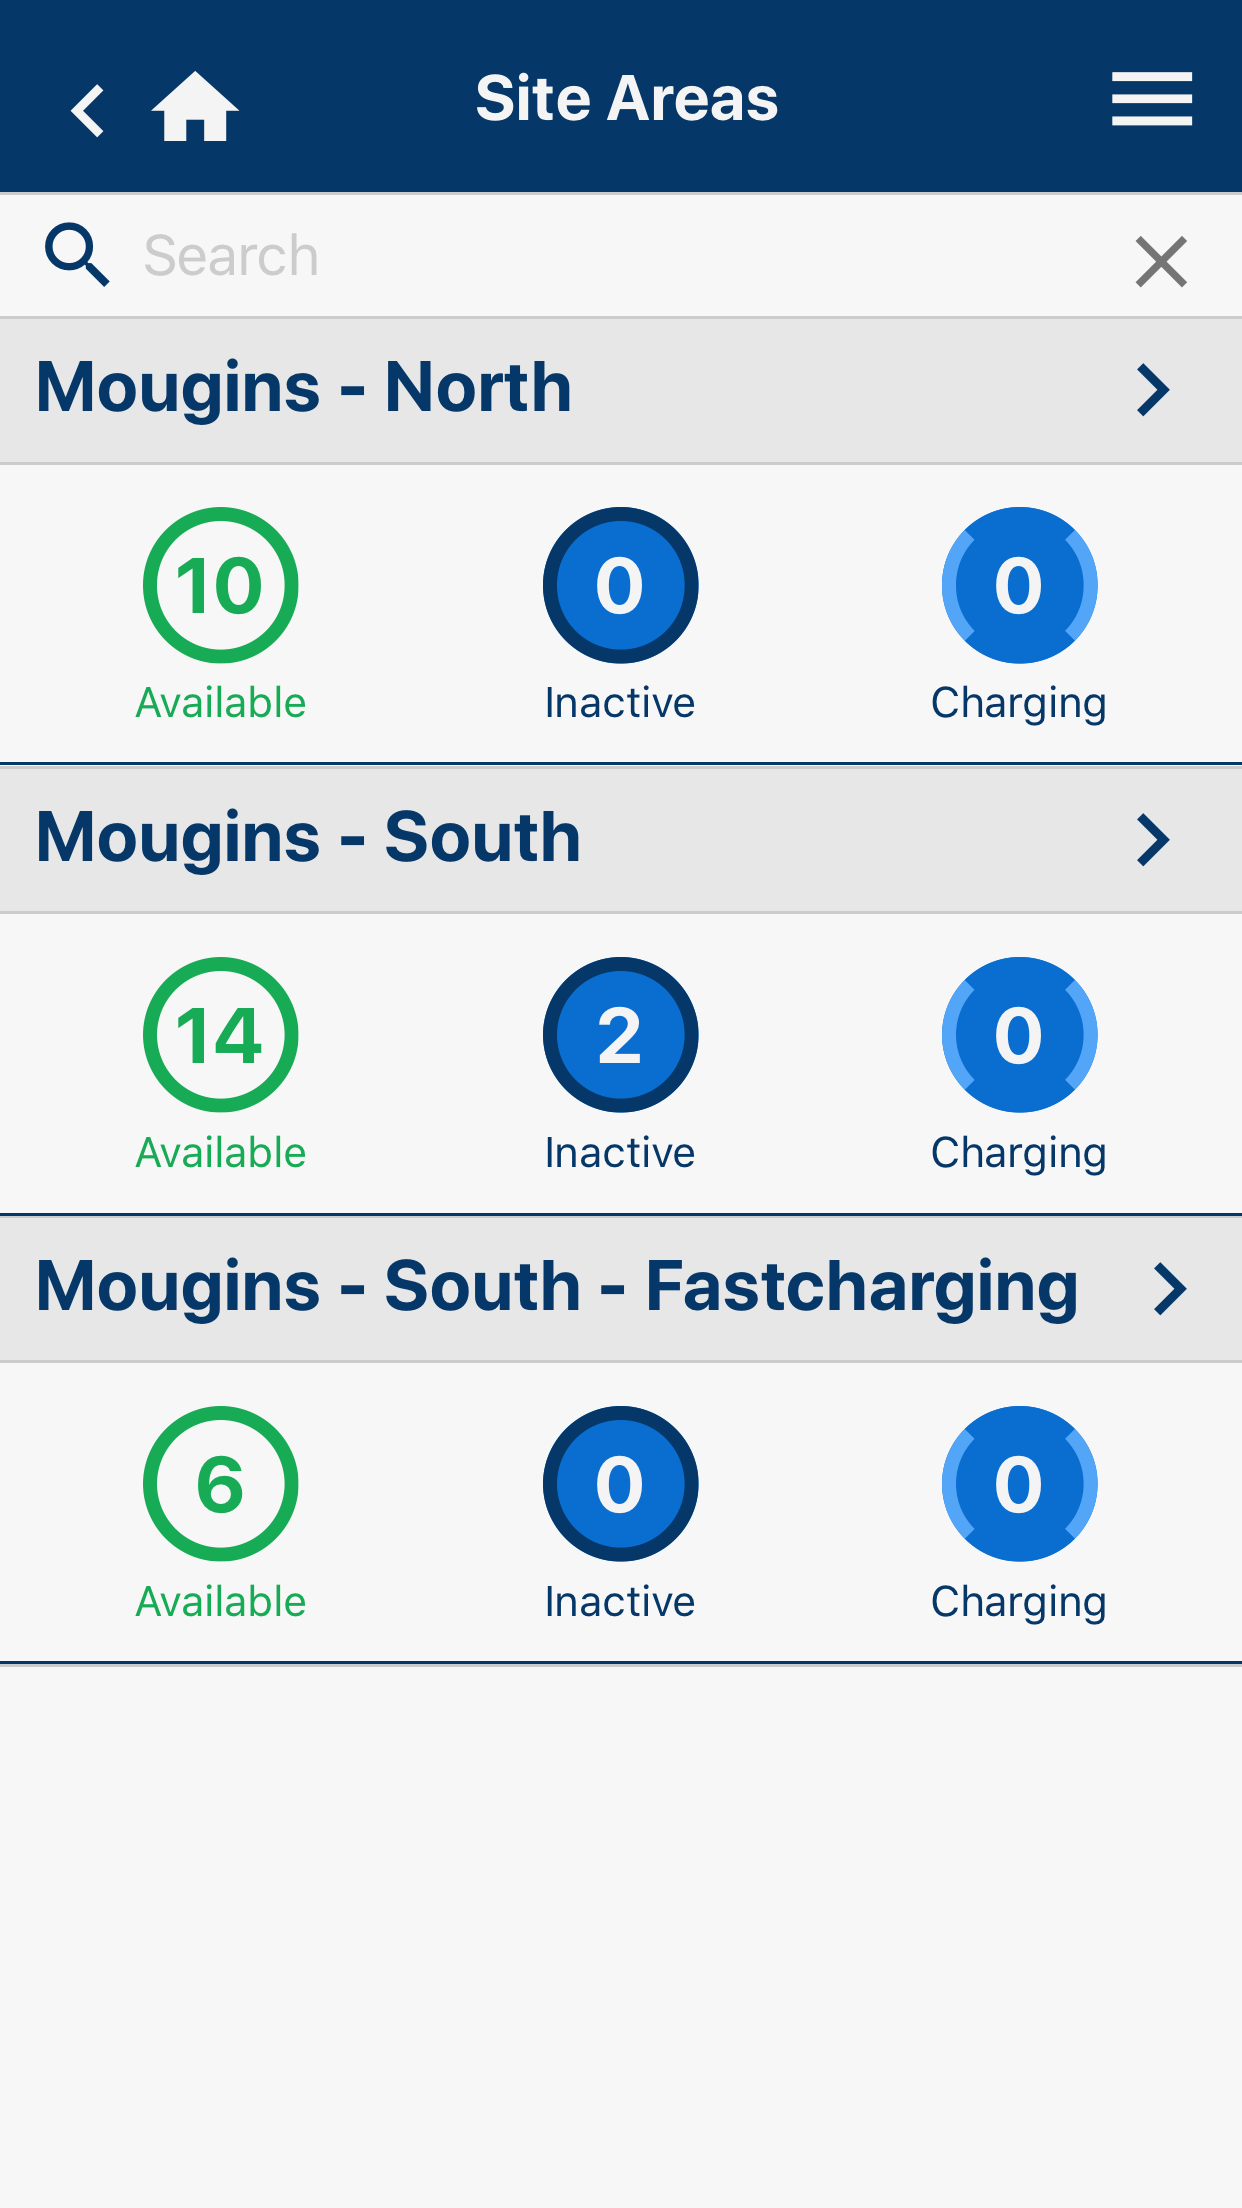 Site Areas
Search
Mougins - North
10 0 0
Available Inactive Charging
Mougins - South
14 2 0
Available Inactive Charging
Mougins - South - Fastcharging
6 0 0
Available Inactive Charging